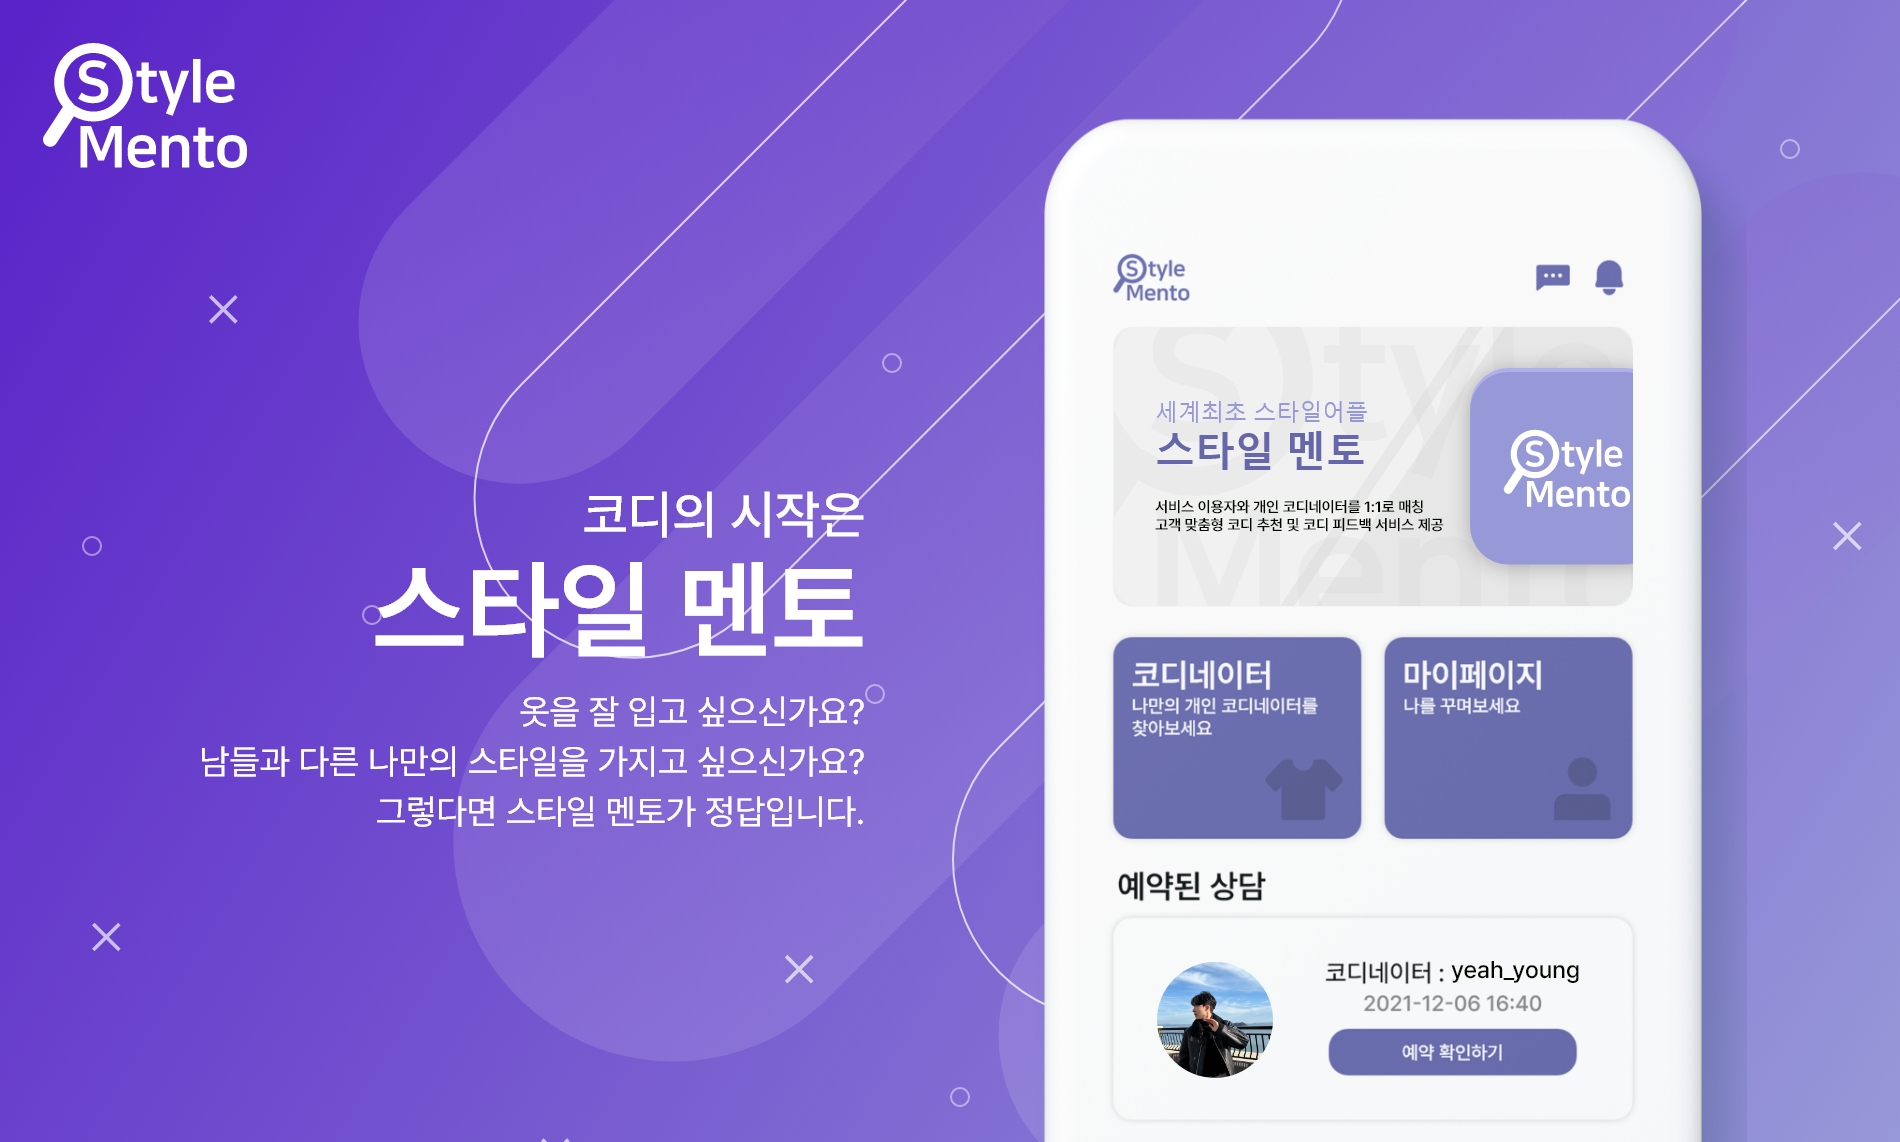 Style
Mento
코디의 시작은
스타일 멘토
옷을 잘 입고 싶으신가요?
남들과 다른 나만의 스타일을 가지고 싶으신가요?
그렇다면 스타일 멘토가 정답입니다.
Style
Mento
Style
Mento
세계최초 스타일어플
스타일 멘토
서비스 이용자와 개인 코디네이터를 1:1로 매칭
고객 맞춤형 코디 추천 및 코디 피드백 서비스 제공
Style
Mento
코디네이터
나만의 개인 코디네이터를
찾아보세요
마이페이지
나를 꾸며보세요
예약된 상담
코디네이터 : yeah_young
2021-12-06 16:40
예약 확인하기